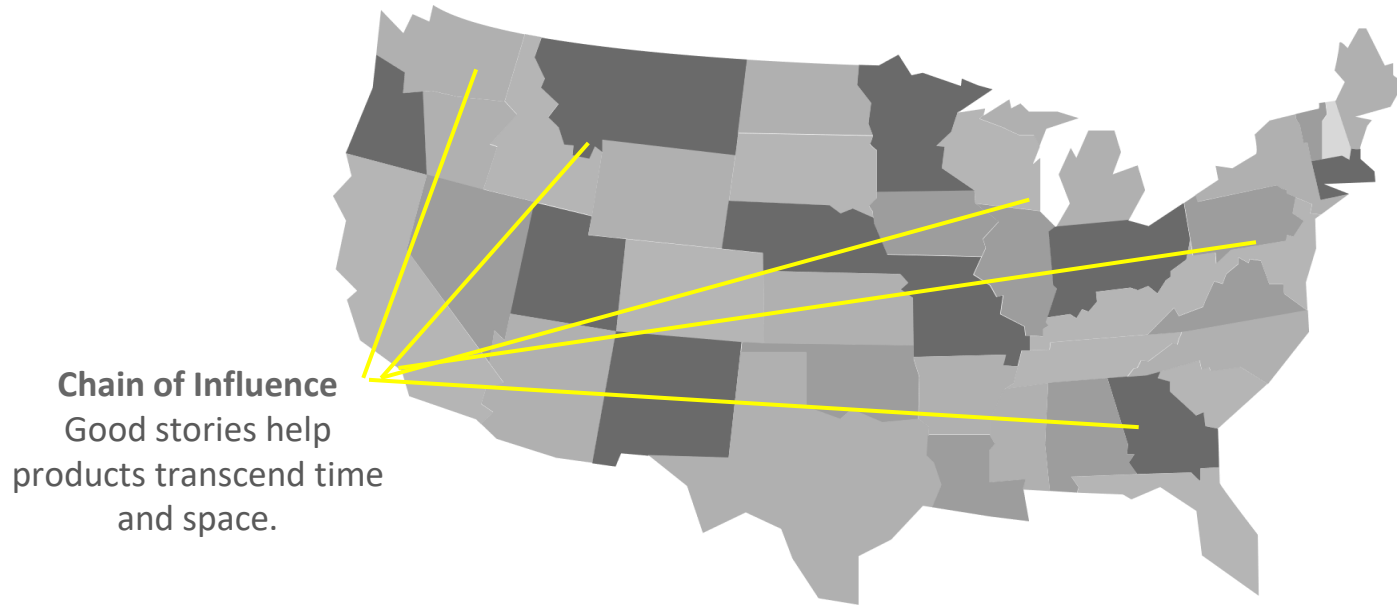 Chain of Influence
Good stories help
products transcend time
and space.